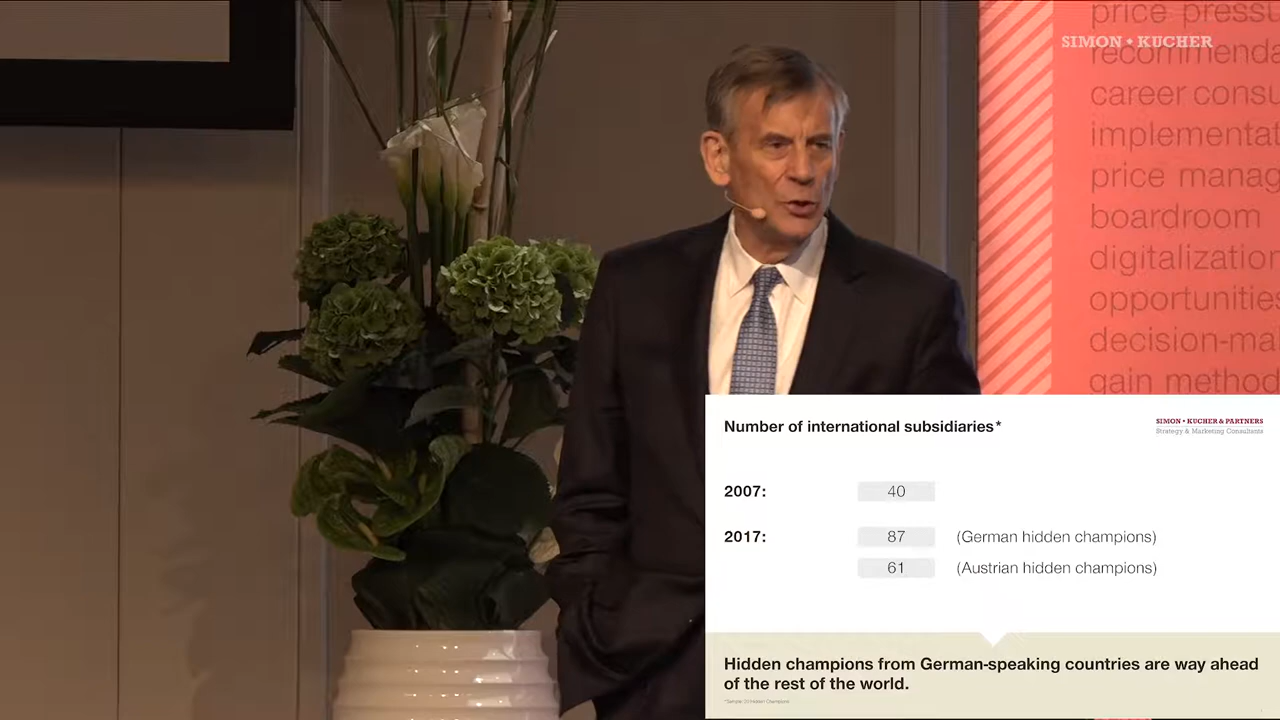 price pressu
SIMON • KUCHER
recommenda
career consu
implementat
price manag
boardroom
digitalization
opportunities
decision-ma
gain method
Number of international subsidiaries*
SIMON • KUCHER & PARTNERS
Strategy & Marketing Consultants
2007: 40
2017: 87 (German hidden champions)
61 (Austrian hidden champions)
Hidden champions from German-speaking countries are way ahead
of the rest of the world.